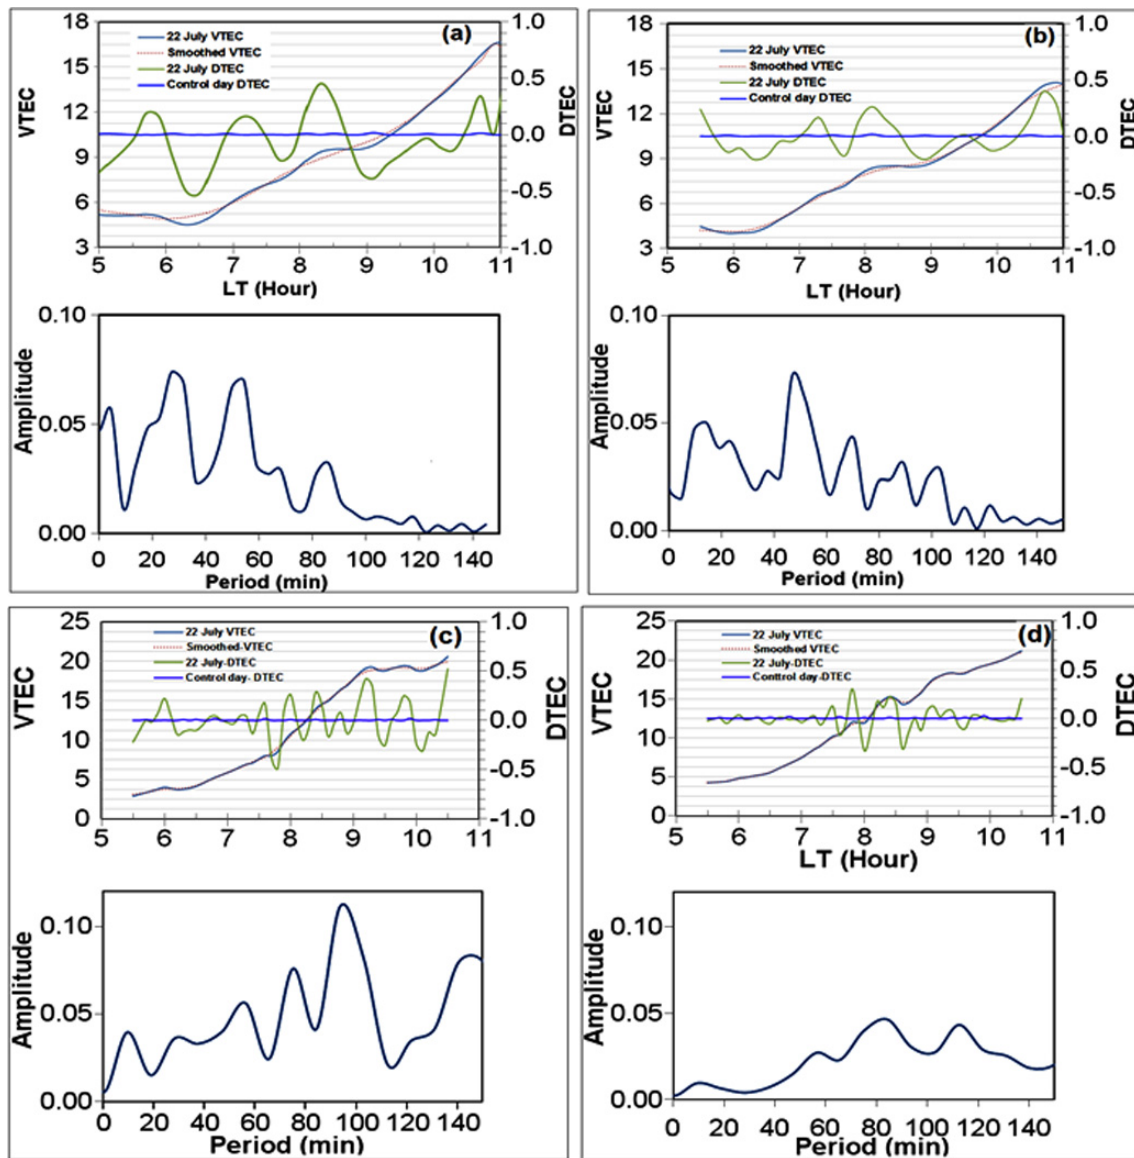 (a)
22 July VTEC
Smoothed VTEC
22 July DTEC
Control day DTEC
VTEC
18
15
12
9
6
3
DTEC
1.0
0.5
0.0
-0.5
-1.0
5 6 7 8 9 10 11
LT (Hour)
Amplitude
0.10
0.05
0.00
0 20 40 60 80 100 120 140
Period (min)
(b)
22 July VTEC
Smoothed VTEC
22 July DTEC
Control day DTEC
VTEC
18
15
12
9
6
3
DTEC
1.0
0.5
0.0
-0.5
-1.0
5 6 7 8 9 10 11
LT (Hour)
Amplitude
0.10
0.05
0.00
0 20 40 60 80 100 120 140
Period (min)
(c)
22 July VTEC
Smoothed-VTEC
22 July-DTEC
Control day- DTEC
VTEC
25
20
15
10
5
0
DTEC
1.0
0.5
0.0
-0.5
-1.0
5 6 7 8 9 10 11
Amplitude
0.10
0.05
0.00
0 20 40 60 80 100 120 140
Period (min)
(d)
22 July VTEC
Smoothed VTEC
22 July-DTEC
Conttrol day- DTEC
VTEC
25
20
15
10
5
0
DTEC
1.0
0.5
0.0
-0.5
-1.0
5 6 7 8 9 10 11
LT (Hour)
Amplitude
0.10
0.05
0.00
0 20 40 60 80 100 120 140
Period (min)